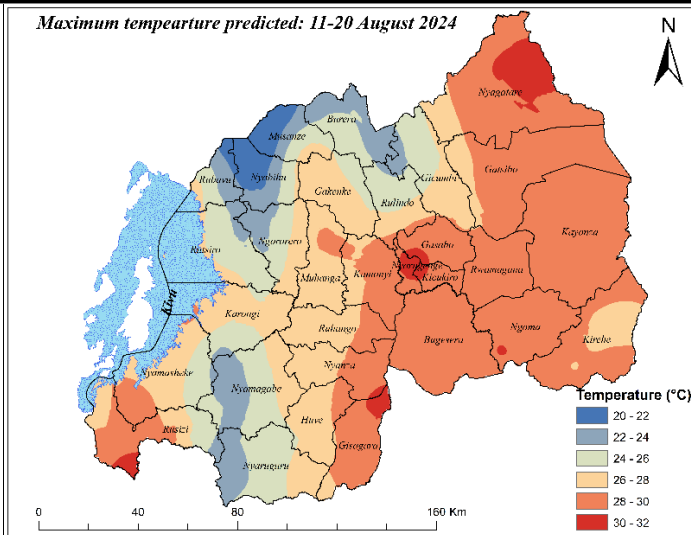 Maximum tempearture predicted: 11-20 August 2024
N
Nyagatare
Burera
Musanze
Rubavu
Nyabihu
Gakenke
Gicumbi
Gatsibo
Rulindo
Kayonza
Rutsiro
Ngororero
Gasabo
Muhanga
Kamonyi
Nyarugenge
Kicukiro
Rwamagana
Kivu
Karongi
Ruhango
Bugesera
Ngoma
Kirehe
Nyamasheke
Nyamagabe
Nyanza
Rusizi
Huye
Gisagara
Nyaruguru
Temperature (°C)
20 - 22
22 - 24
24 - 26
26 - 28
28 - 30
30 - 32
0 40 80 160 Km